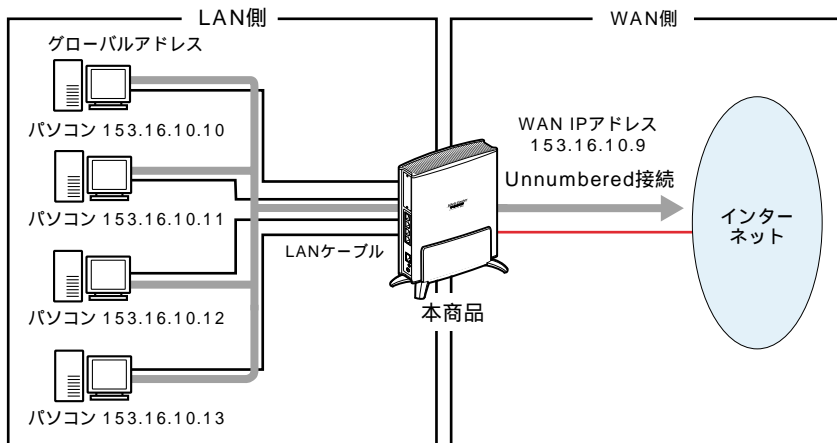 LAN側
WAN側
グローバルアドレス
パソコン 153.16.10.10
パソコン 153.16.10.11
パソコン 153.16.10.12
パソコン 153.16.10.13
LANケーブル
本商品
WAN IPアドレス
153.16.10.9
Unnumbered接続
インター
ネット